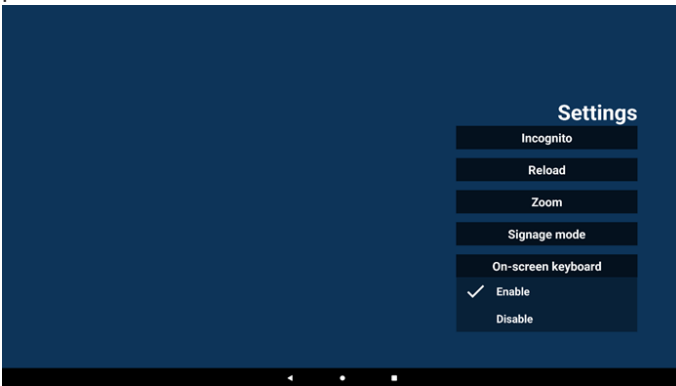 Settings
Incognito
Reload
Zoom
Signage mode
On-screen keyboard
Enable
Disable